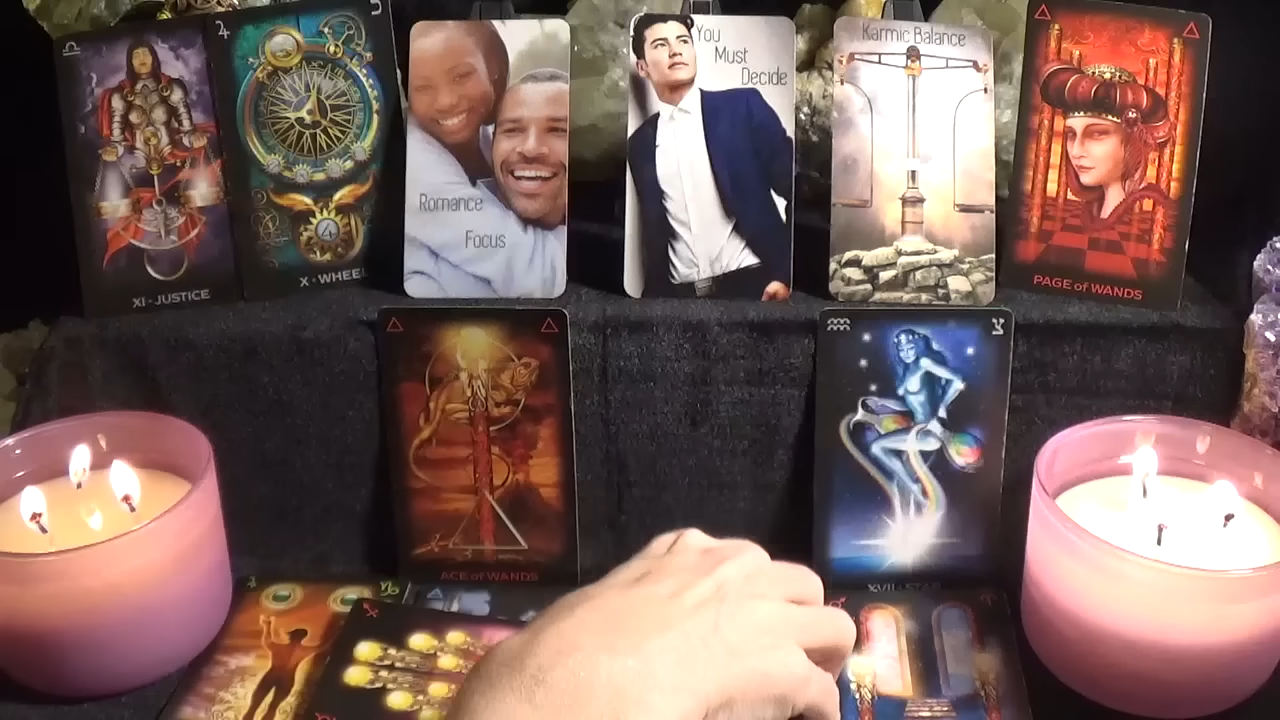 XI - JUSTICE
X - WHEEL
Romance
Focus
You
Must
Decide
Karmic Balance
PAGE of WANDS
ACE of WANDS
XVII - STAR